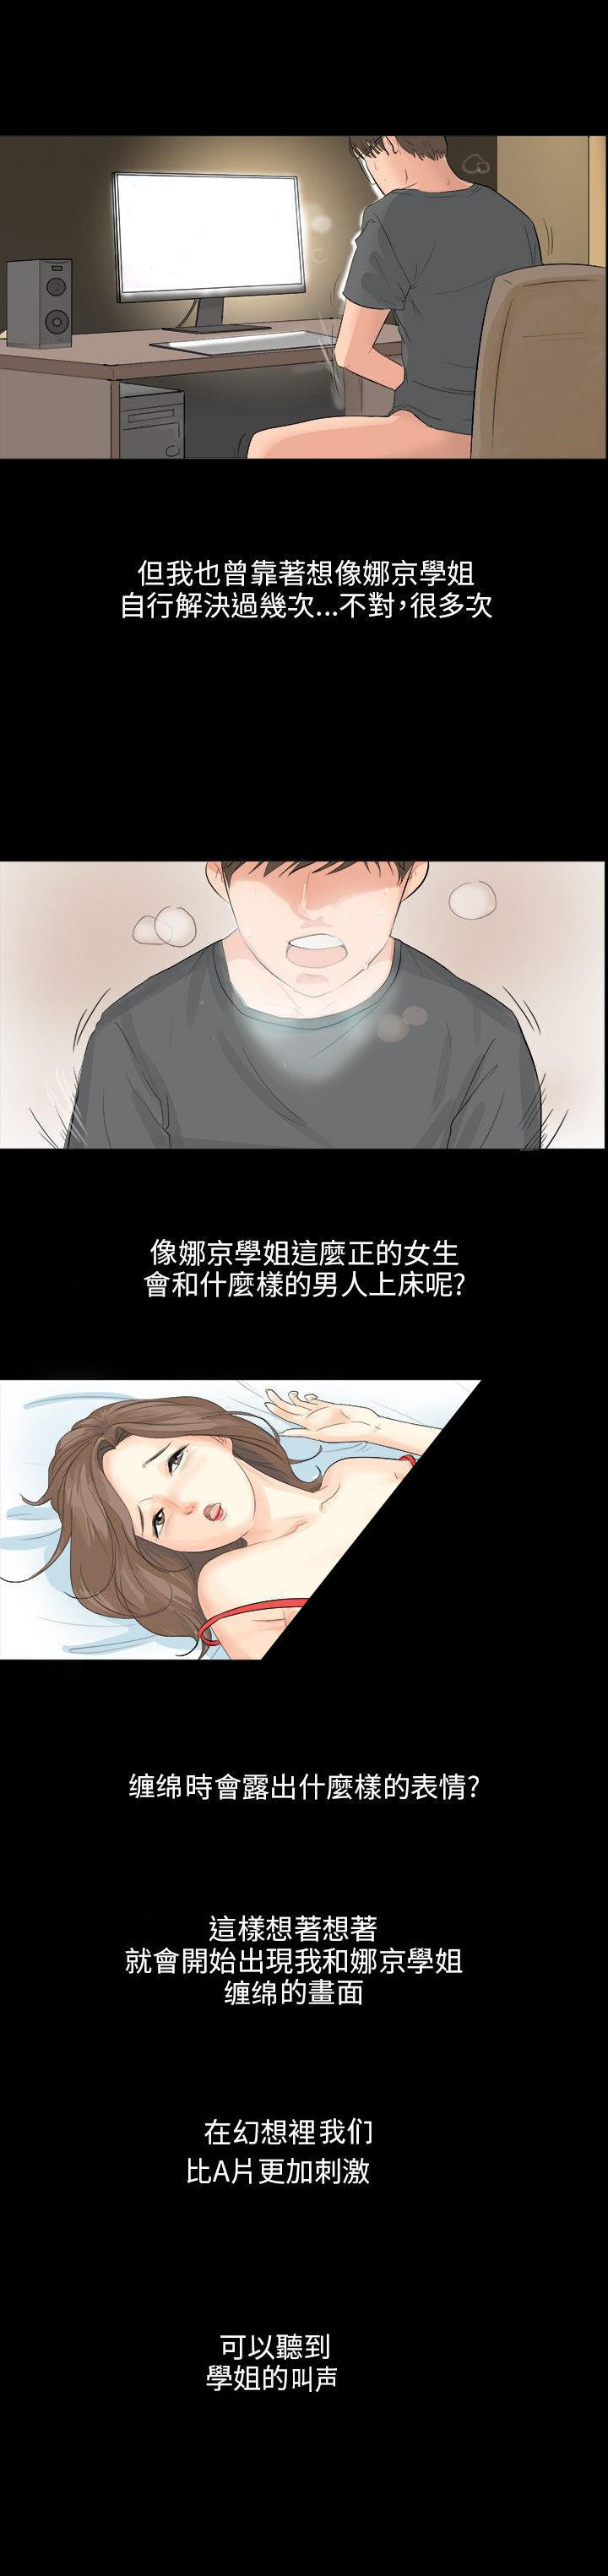 但我也曾靠著想像娜京學姐
自行解決過幾次...不對,很多次
像娜京學姐這麼正的女生
會和什麼樣的男人上床呢?
缠绵時會露出什麼樣的表情?
這樣想著想著
就會開始出現我和娜京學姐
缠绵的畫面
在幻想裡我们
比A片更加刺激
可以聽到
學姐的叫声